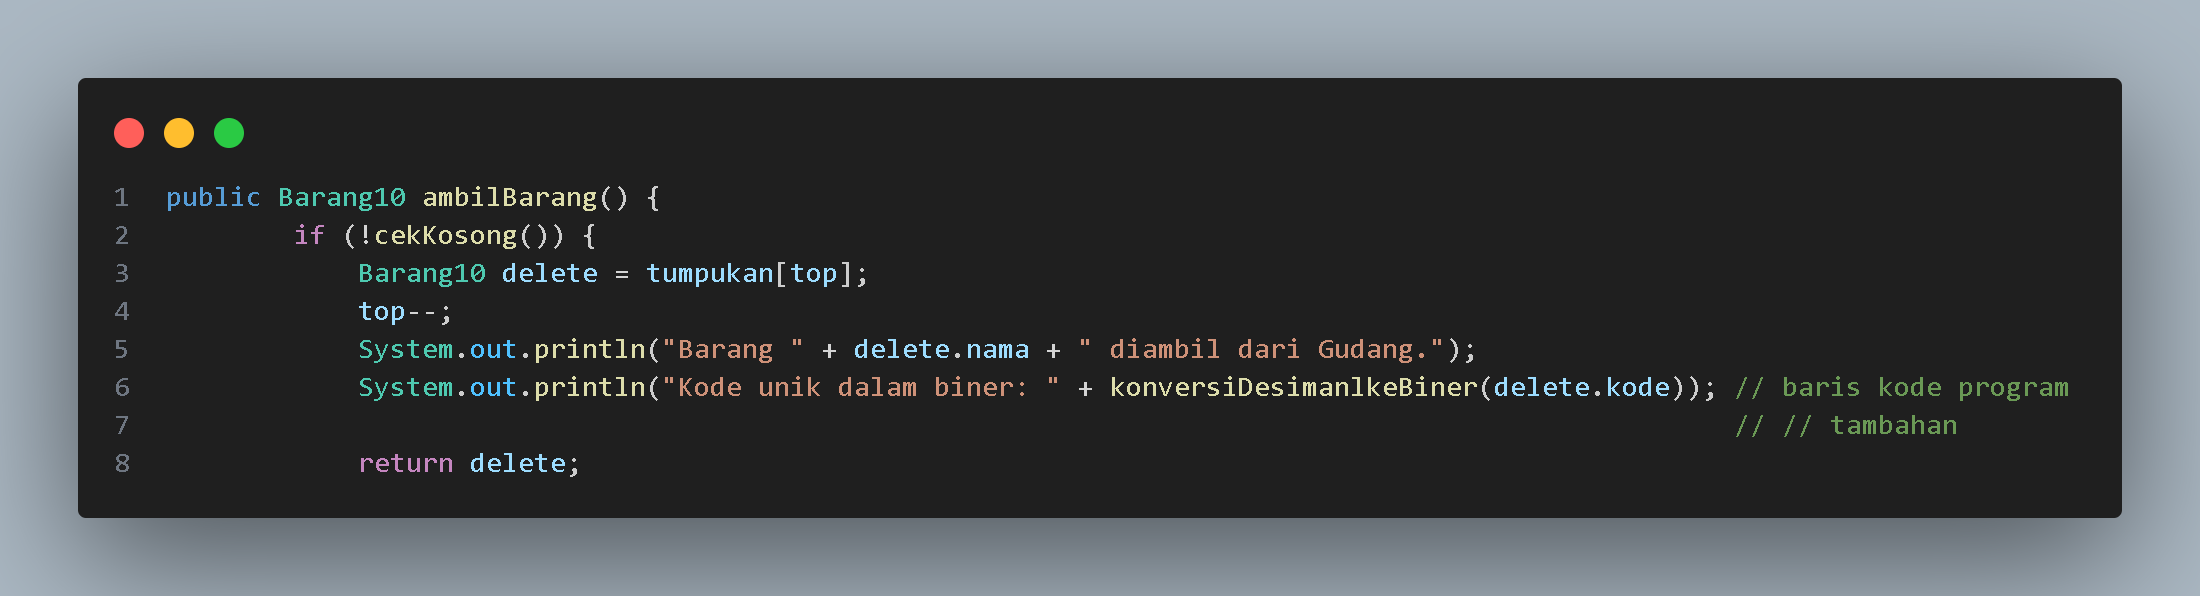 1 public Barang10 ambilBarang() {
2 if (!cekKosong()) {
3 Barang10 delete = tumpukan[top];
4 top--;
5 System.out.println("Barang " + delete.nama + " diambil dari Gudang.");
6 System.out.println("Kode unik dalam biner: " + konversiDesimanlkeBiner(delete.kode)); // baris kode program
7 // // tambahan
8 return delete;